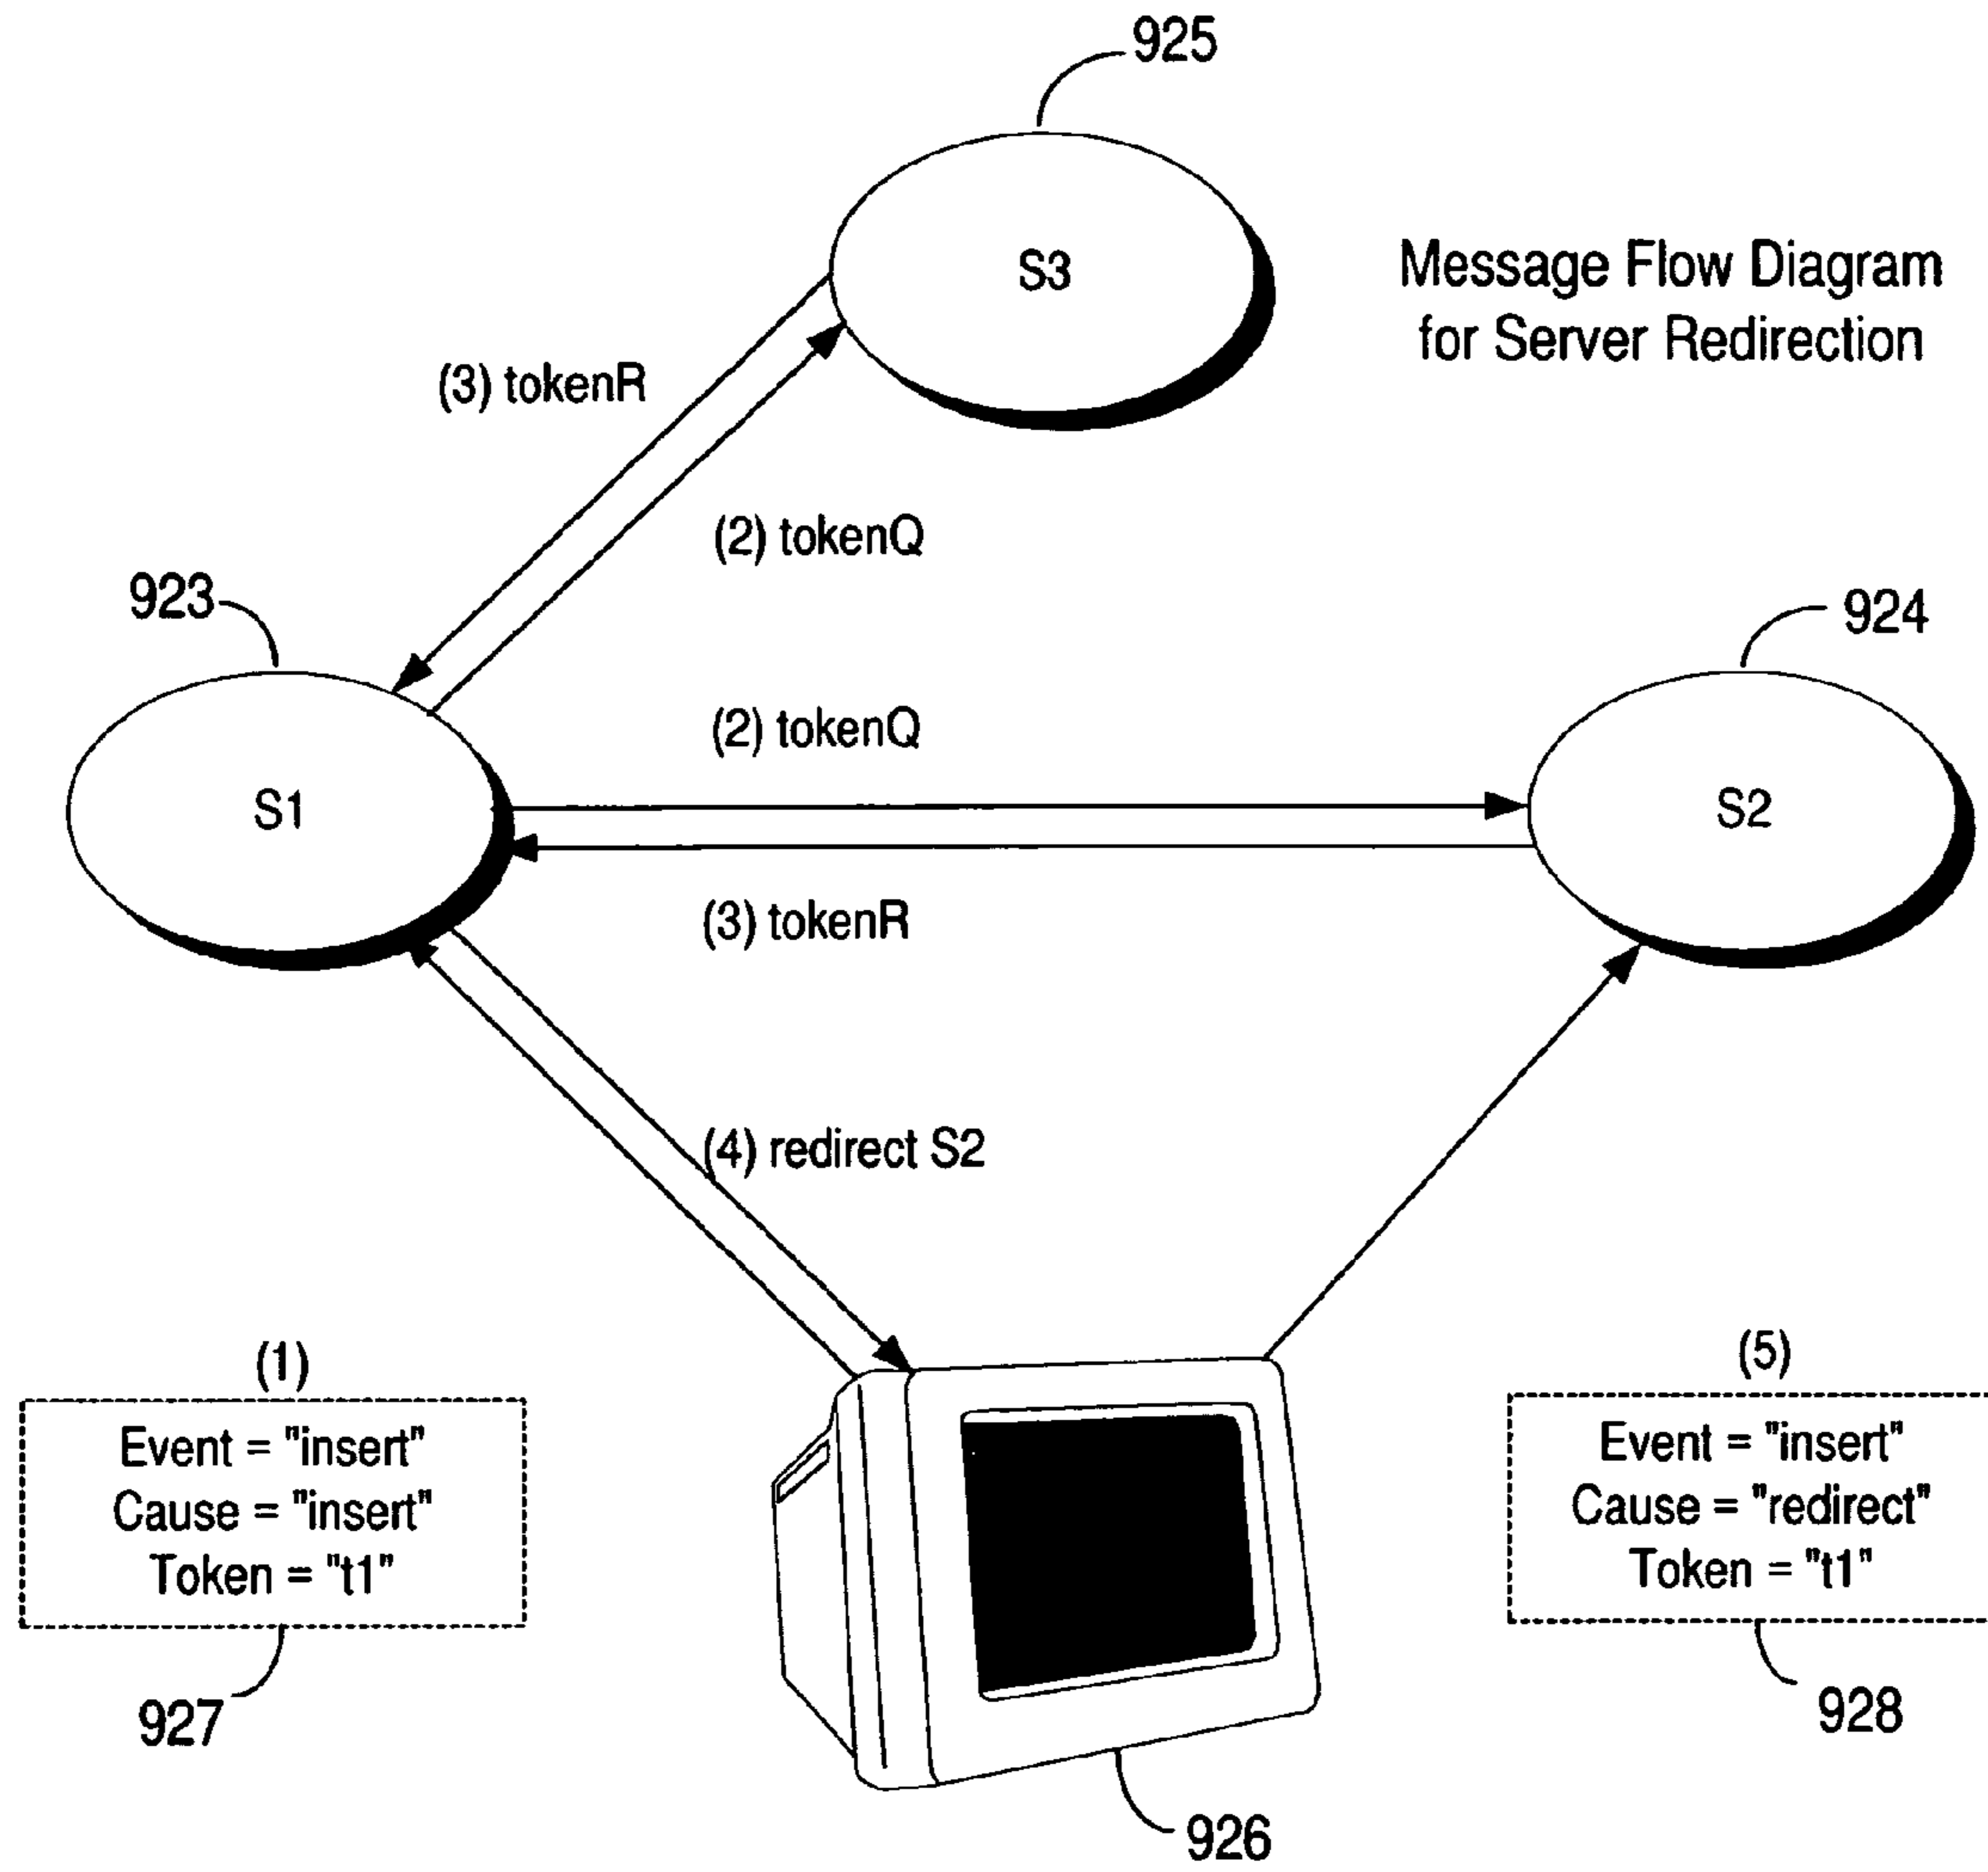 925
S3
Message Flow Diagram
for Server Redirection
(3) tokenR
(2) tokenQ
923
924
(2) tokenQ
S1
S2
(3) tokenR
(4) redirect S2
(1)
Event = "insert"
Cause = "insert"
Token = "t1"
927
(5)
Event = "insert"
Cause = "redirect"
Token = "t1"
928
926